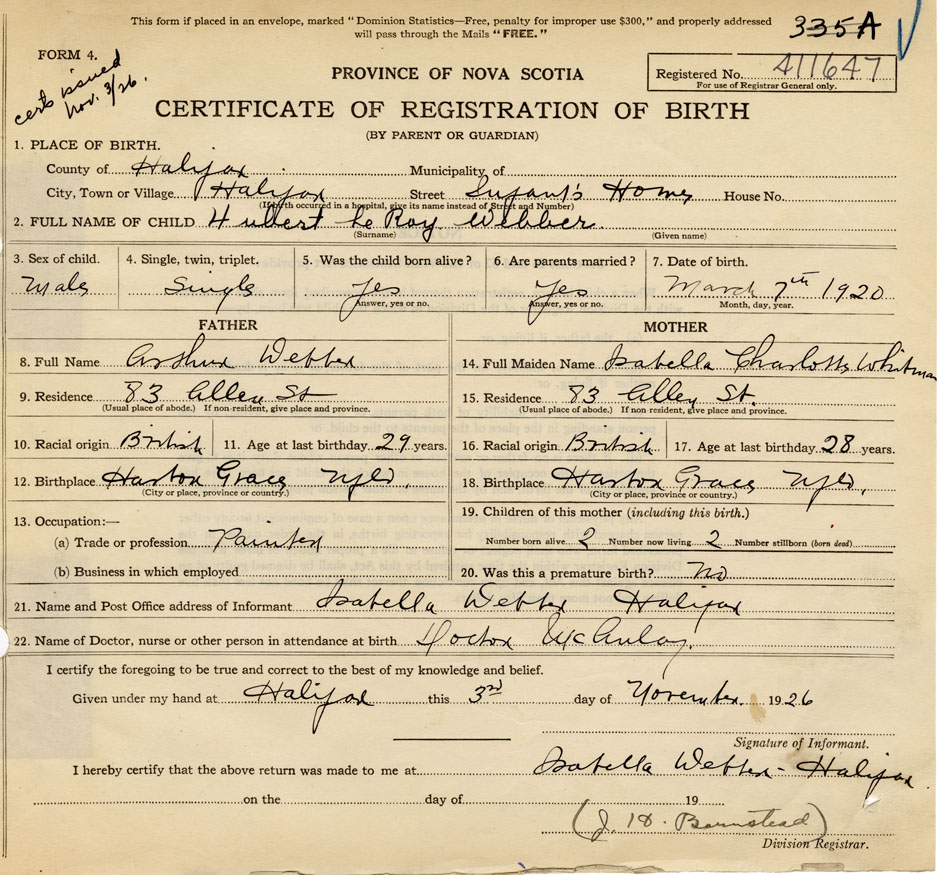 This form if placed in an envelope, marked “ Dominion Statistics—Free, penalty for improper use $300,” and properly addressed
will pass through the Mails “FREE.”
335A
FORM 4.
certs issued
Nov. 3/26.
PROVINCE OF NOVA SCOTIA
Registered No. 411647
For use of Registrar General only.
CERTIFICATE OF REGISTRATION OF BIRTH
(BY PARENT OR GUARDIAN)
1. PLACE OF BIRTH.
County of Halifax Municipality of
City, Town or Village Halifax Street Infant's Home House No.
(If birth occurred in a hospital, give its name instead of Street and Number)
2. FULL NAME OF CHILD Hubert Le Roy Webber.
(Surname) (Given name)
3. Sex of child. 4. Single, twin, triplet. 5. Was the child born alive? 6. Are parents married? 7. Date of birth.
Male Single Yes Yes March 7th 1920
Answer, yes or no. Answer, yes or no. Month, day, year.
FATHER MOTHER
8. Full Name Arthur Webber 14. Full Maiden Name Isabella Charlotte Whitman
9. Residence 83 Allen St 15. Residence 83 Allen St.
(Usual place of abode.) If non-resident, give place and province. (Usual place of abode.) If non-resident, give place and province.
10. Racial origin British 11. Age at last birthday 29 years. 16. Racial origin British 17. Age at last birthday 28 years.
12. Birthplace Harbor Grace Nfld. 18. Birthplace Harbor Grace Nfld.
(City or place, province or country.) (City or place, province or country.)
13. Occupation:— 19. Children of this mother (including this birth.)
(a) Trade or profession Painter Number born alive 2 Number now living 2 Number stillborn (born dead)
(b) Business in which employed 20. Was this a premature birth? No
21. Name and Post Office address of Informant Isabella Webber Halifax
22. Name of Doctor, nurse or other person in attendance at birth Doctor McAulay.
I certify the foregoing to be true and correct to the best of my knowledge and belief.
Given under my hand at Halifax this 3rd day of November 1926
Signature of Informant.
I hereby certify that the above return was made to me at Isabella Webber - Halifax
on the day of 19
(J. H. Barnstead)
Division Registrar.